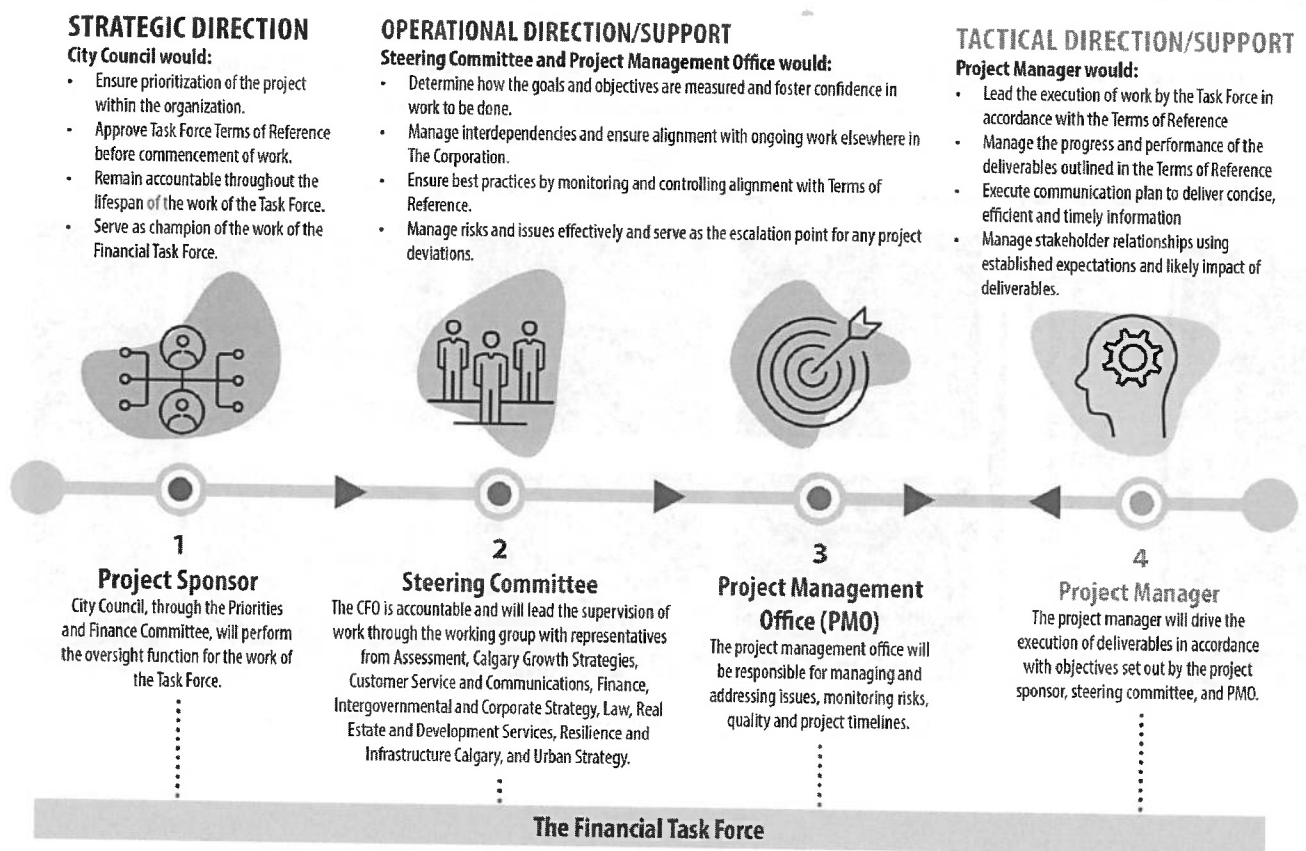 STRATEGIC DIRECTION
City Council would:
• Ensure prioritization of the project
within the organization.
• Approve Task Force Terms of Reference
before commencement of work.
• Remain accountable throughout the
lifespan of the work of the Task Force.
• Serve as champion of the work of the
Financial Task Force.
OPERATIONAL DIRECTION/SUPPORT
Steering Committee and Project Management Office would:
• Determine how the goals and objectives are measured and foster confidence in
work to be done.
• Manage interdependencies and ensure alignment with ongoing work elsewhere in
The Corporation.
• Ensure best practices by monitoring and controlling alignment with Terms of
Reference.
• Manage risks and issues effectively and serve as the escalation point for any project
deviations.
TACTICAL DIRECTION/SUPPORT
Project Manager would:
• Lead the execution of work by the Task Force in
accordance with the Terms of Reference
• Manage the progress and performance of the
deliverables outlined in the Terms of Reference
• Execute communication plan to deliver concise,
efficient and timely information
• Manage stakeholder relationships using
established expectations and likely impact of
deliverables.
1
Project Sponsor
City Council, through the Priorities
and Finance Committee, will perform
the oversight function for the work of
the Task Force.
2
Steering Committee
The CFO is accountable and will lead the supervision of
work through the working group with representatives
from Assessment, Calgary Growth Strategies,
Customer Service and Communications, Finance,
Intergovernmental and Corporate Strategy, Law, Real
Estate and Development Services, Resilience and
Infrastructure Calgary, and Urban Strategy.
3
Project Management
Office (PMO)
The project management office will
be responsible for managing and
addressing issues, monitoring risks,
quality and project timelines.
4
Project Manager
The project manager will drive the
execution of deliverables in accordance
with objectives set out by the project
sponsor, steering committee, and PMO.
The Financial Task Force